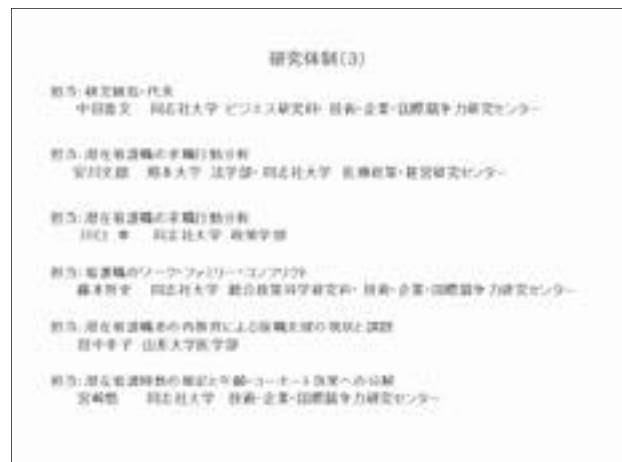 研究体制(3)
担当:研究統括・代表
中田喜文 同志社大学 ビジネス研究科・技術・企業・国際競争力研究センター
担当:潜在看護職の求職行動分析
安川文朗 熊本大学 法学部・同志社大学 医療政策・経営研究センター
担当:潜在看護職の求職行動分析
川口 章 同志社大学 政策学部
担当:看護職のワーク・ファミリー・コンフリクト
藤本哲史 同志社大学 総合政策科学研究科・技術・企業・国際競争力研究センター
担当:潜在看護職者の再教育による復職支援の現状と課題
田中幸子 山形大学医学部
担当:潜在看護師数の推定と年齢・コーホート効果への分解
宮崎悟 同志社大学 技術・企業・国際競争力研究センター